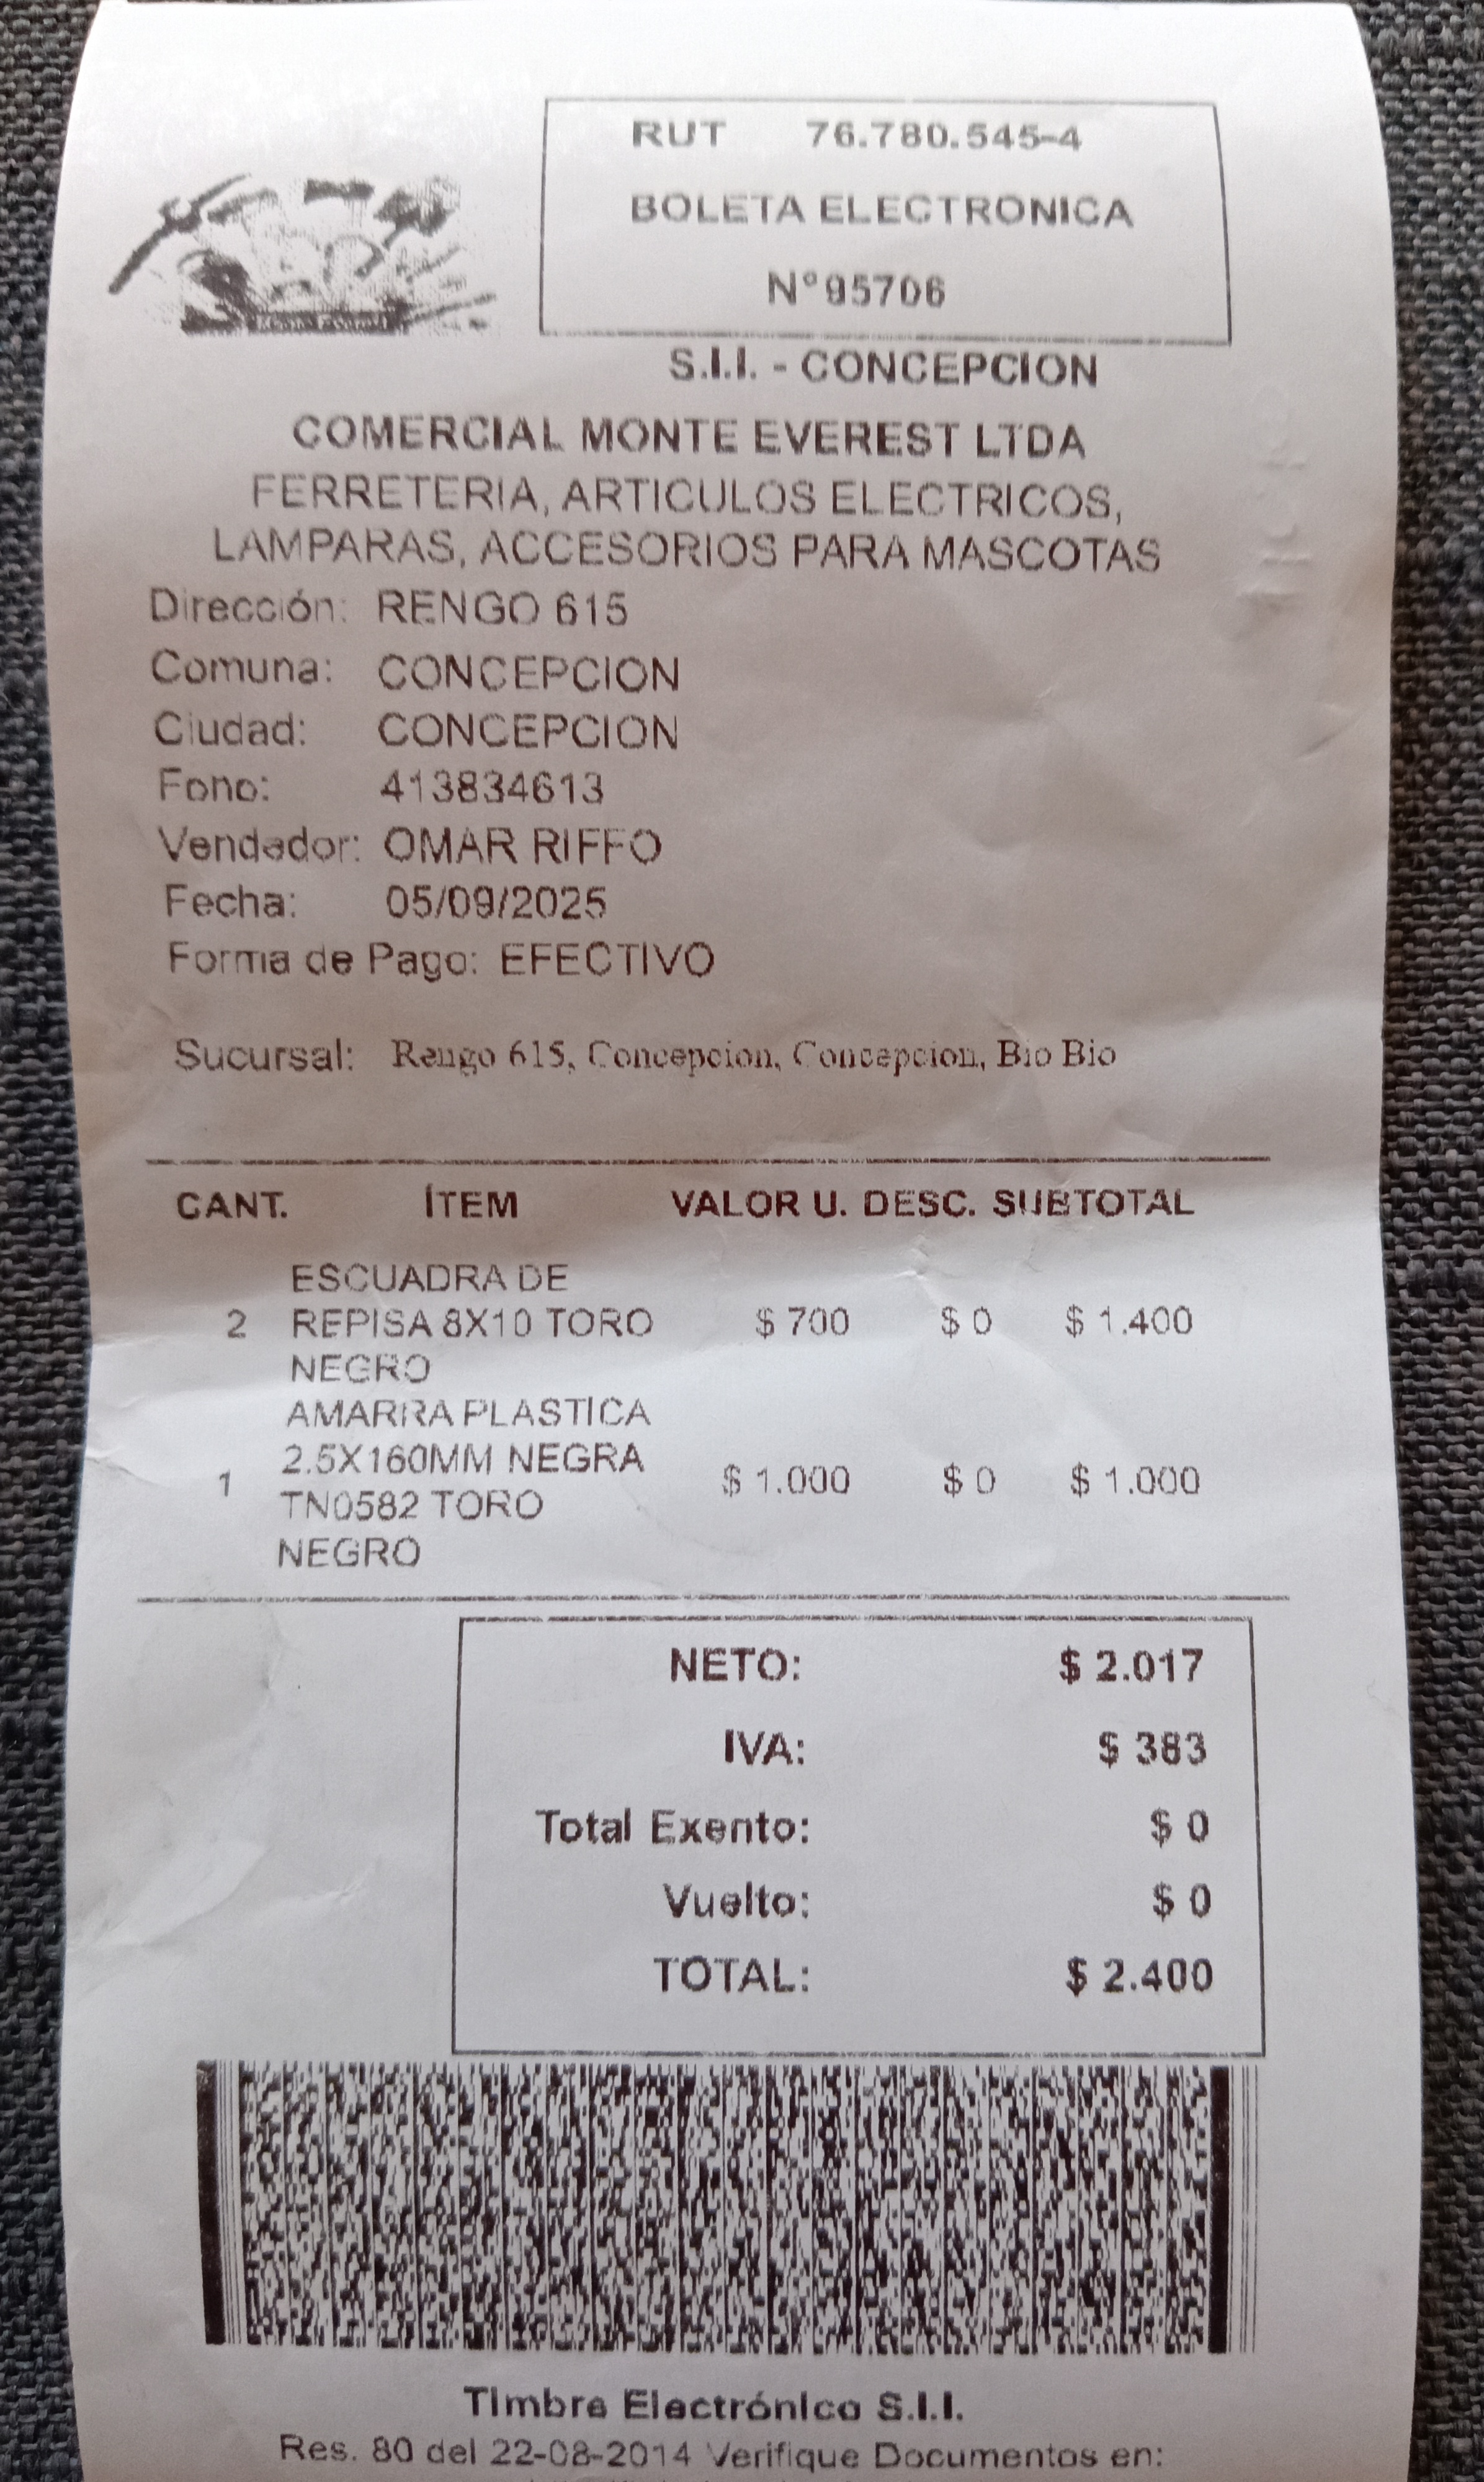 RUT 76.780.545-4
BOLETA ELECTRONICA
N°95706
S.I.I. - CONCEPCION
COMERCIAL MONTE EVEREST LTDA
FERRETERIA, ARTICULOS ELECTRICOS,
LAMPARAS, ACCESORIOS PARA MASCOTAS
Dirección: RENGO 615
Comuna: CONCEPCION
Ciudad: CONCEPCION
Fono: 413834613
Vendedor: OMAR RIFFO
Fecha: 05/09/2025
Forma de Pago: EFECTIVO
Sucursal: Rengo 615, Concepcion, Concepcion, Bio Bio
CANT. ÍTEM VALOR U. DESC. SUBTOTAL
ESCUADRA DE
2 REPISA 8X10 TORO $ 700 $ 0 $ 1.400
NEGRO
AMARRA PLASTICA
2.5X160MM NEGRA
1 $ 1.000 $ 0 $ 1.000
TN0582 TORO
NEGRO
NETO: $ 2.017
IVA: $ 383
Total Exento: $ 0
Vuelto: $ 0
TOTAL: $ 2.400
Timbre Electrónico S.I.I.
Res. 80 del 22-08-2014 Verifique Documentos en: